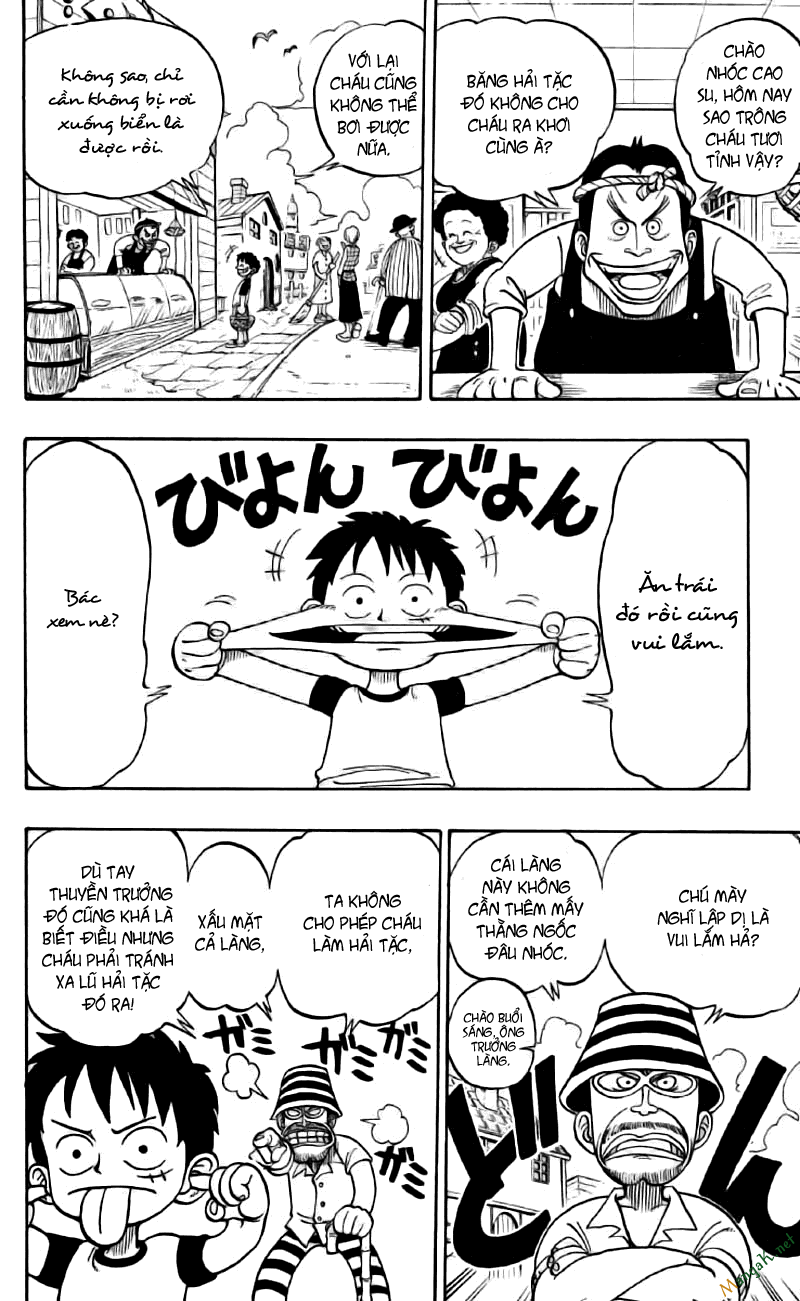 CHÀO
NHÓC CAO
SU, HÔM NAY
SAO TRÔNG
CHÁU TƯƠI
TỈNH VẬY?
BĂNG HẢI TẶC
ĐÓ KHÔNG CHO
CHÁU RA KHƠI
CÙNG À?
VỚI LẠI
CHÁU CŨNG
KHÔNG THỂ
BƠI ĐƯỢC
NỮA.
Không sao, chỉ
cần không bị rơi
xuống biển là
được rồi.
びよん びよん
Ăn trái
đó rồi cũng
vui lắm.
Bác
xem nè?
CHÚ MÀY
NGHĨ LẬP DỊ LÀ
VUI LẮM HẢ?
CÁI LÀNG
NÀY KHÔNG
CẦN THÊM MẤY
THẰNG NGỐC
ĐÂU NHÓC.
CHÀO BUỔI
SÁNG, ÔNG
TRƯỞNG
LÀNG.
どん
TA KHÔNG
CHO PHÉP CHÁU
LÀM HẢI TẶC,
XẤU MẶT
CẢ LÀNG,
DÙ TAY
THUYỀN TRƯỞNG
ĐÓ CŨNG KHÁ LÀ
BIẾT ĐIỀU NHƯNG
CHÁU PHẢI TRÁNH
XA LŨ HẢI TẶC
ĐÓ RA!
ガミ
ガミ
ガミ
MangaK.net